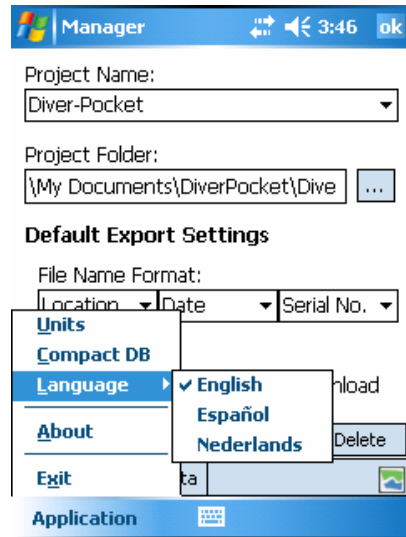 Manager 3:46 ok
Project Name:
Diver-Pocket
Project Folder:
\My Documents\DiverPocket\Dive ...
Default Export Settings
File Name Format:
Location Date Serial No.
Units
Compact DB
Language
About
Exit
English
Español
Nederlands
nload
Delete
ta
Application